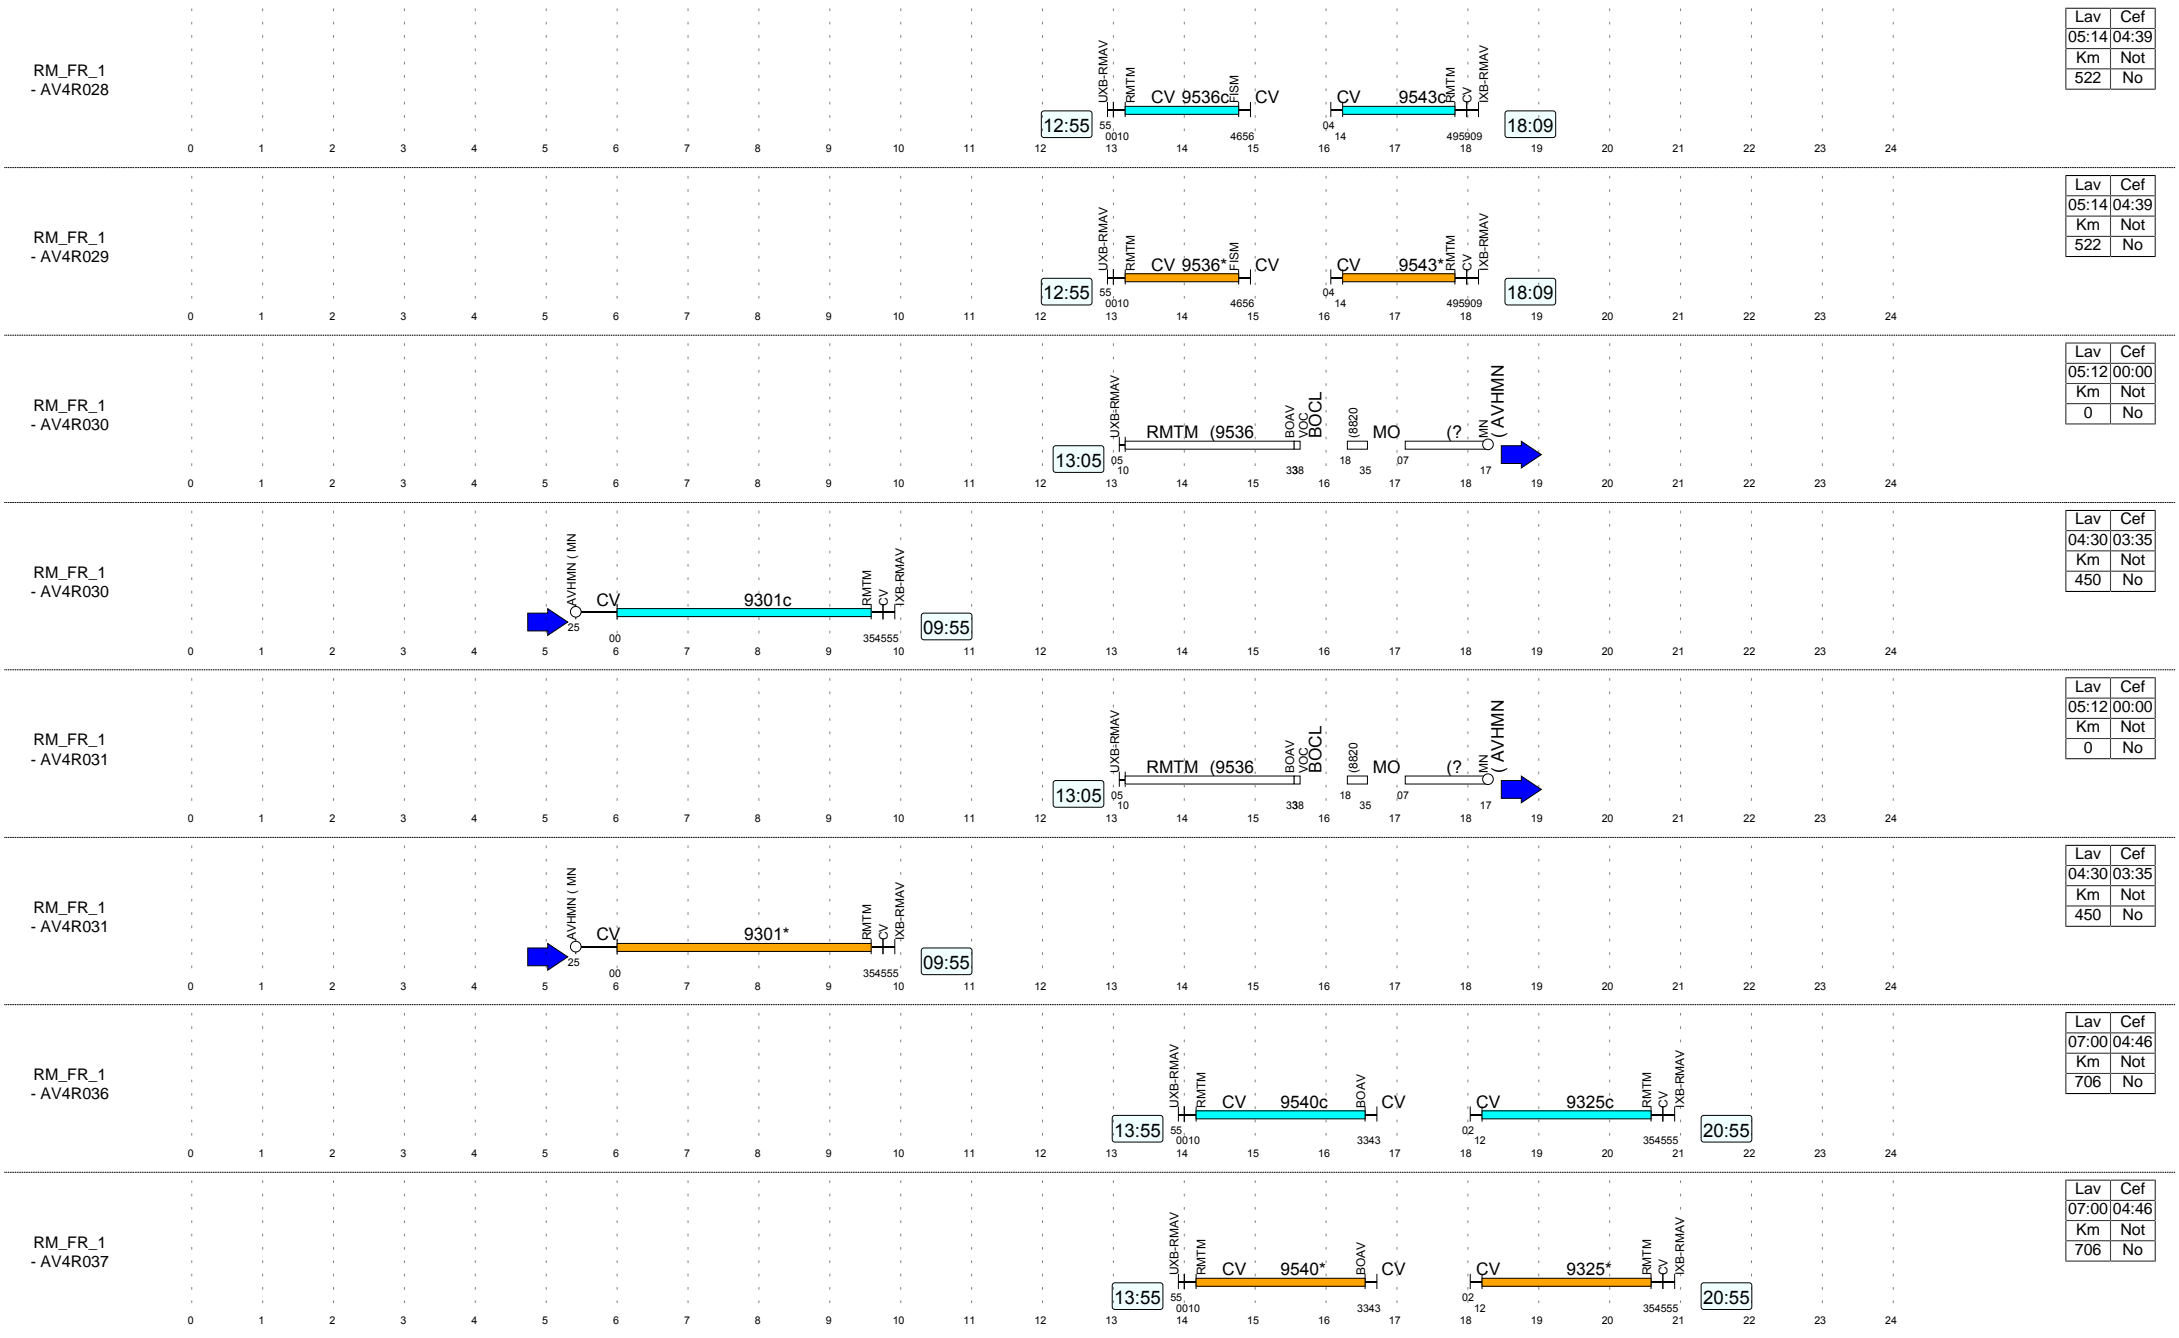 Lav Cef
05:14 04:39
Km Not
522 No
RM_FR_1
- AV4R028
UXB-RMAV RMTM CV 9536c FISM CV CV 9543c RMTM CV IXB-RMAV
12:55 55 0010 4656 04 14 495909 18:09
0 1 2 3 4 5 6 7 8 9 10 11 12 13 14 15 16 17 18 19 20 21 22 23 24
Lav Cef
05:14 04:39
Km Not
522 No
RM_FR_1
- AV4R029
UXB-RMAV RMTM CV 9536* FISM CV CV 9543* RMTM CV IXB-RMAV
12:55 55 0010 4656 04 14 495909 18:09
0 1 2 3 4 5 6 7 8 9 10 11 12 13 14 15 16 17 18 19 20 21 22 23 24
Lav Cef
05:12 00:00
Km Not
0 No
RM_FR_1
- AV4R030
UXB-RMAV RMTM (9536 BOAV VOC BOCL (8820 MO (? MN (AVHMN
13:05 05 10 3338 18 35 07 17
0 1 2 3 4 5 6 7 8 9 10 11 12 13 14 15 16 17 18 19 20 21 22 23 24
Lav Cef
04:30 03:35
Km Not
450 No
RM_FR_1
- AV4R030
AVHMN ( MN CV 9301c RMTM CV IXB-RMAV
25 00 354555 09:55
0 1 2 3 4 5 6 7 8 9 10 11 12 13 14 15 16 17 18 19 20 21 22 23 24
Lav Cef
05:12 00:00
Km Not
0 No
RM_FR_1
- AV4R031
UXB-RMAV RMTM (9536 BOAV VOC BOCL (8820 MO (? MN (AVHMN
13:05 05 10 3338 18 35 07 17
0 1 2 3 4 5 6 7 8 9 10 11 12 13 14 15 16 17 18 19 20 21 22 23 24
Lav Cef
04:30 03:35
Km Not
450 No
RM_FR_1
- AV4R031
AVHMN ( MN CV 9301* RMTM CV IXB-RMAV
25 00 354555 09:55
0 1 2 3 4 5 6 7 8 9 10 11 12 13 14 15 16 17 18 19 20 21 22 23 24
Lav Cef
07:00 04:46
Km Not
706 No
RM_FR_1
- AV4R036
UXB-RMAV RMTM CV 9540c BOAV CV CV 9325c RMTM CV IXB-RMAV
13:55 55 0010 3343 02 12 354555 20:55
0 1 2 3 4 5 6 7 8 9 10 11 12 13 14 15 16 17 18 19 20 21 22 23 24
Lav Cef
07:00 04:46
Km Not
706 No
RM_FR_1
- AV4R037
UXB-RMAV RMTM CV 9540* BOAV CV CV 9325* RMTM CV IXB-RMAV
13:55 55 0010 3343 02 12 354555 20:55
0 1 2 3 4 5 6 7 8 9 10 11 12 13 14 15 16 17 18 19 20 21 22 23 24